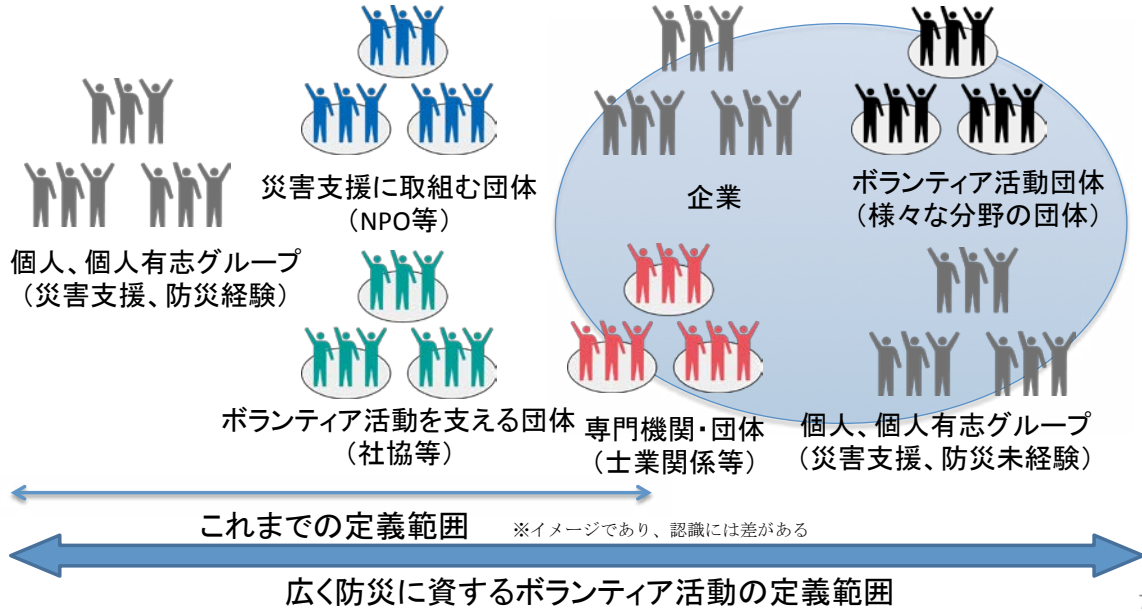 災害支援に取組む団体
（NPO等）
企業
ボランティア活動団体
（様々な分野の団体）
個人、個人有志グループ
（災害支援、防災経験）
ボランティア活動を支える団体
（社協等）
専門機関・団体
（士業関係等）
個人、個人有志グループ
（災害支援、防災未経験）
これまでの定義範囲
※イメージであり、認識には差がある
広く防災に資するボランティア活動の定義範囲